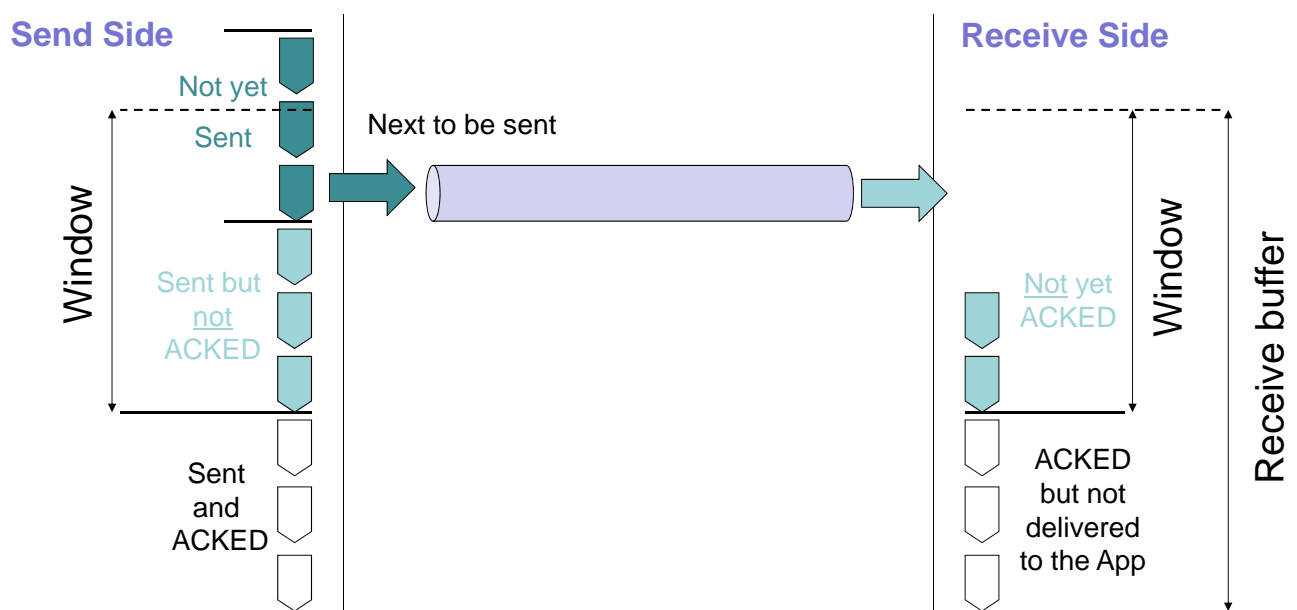 Send Side
Receive Side
Not yet
Sent
Next to be sent
Window
Sent but
not
ACKED
Sent
and
ACKED
Not yet
ACKED
Window
Receive buffer
ACKED
but not
delivered
to the App